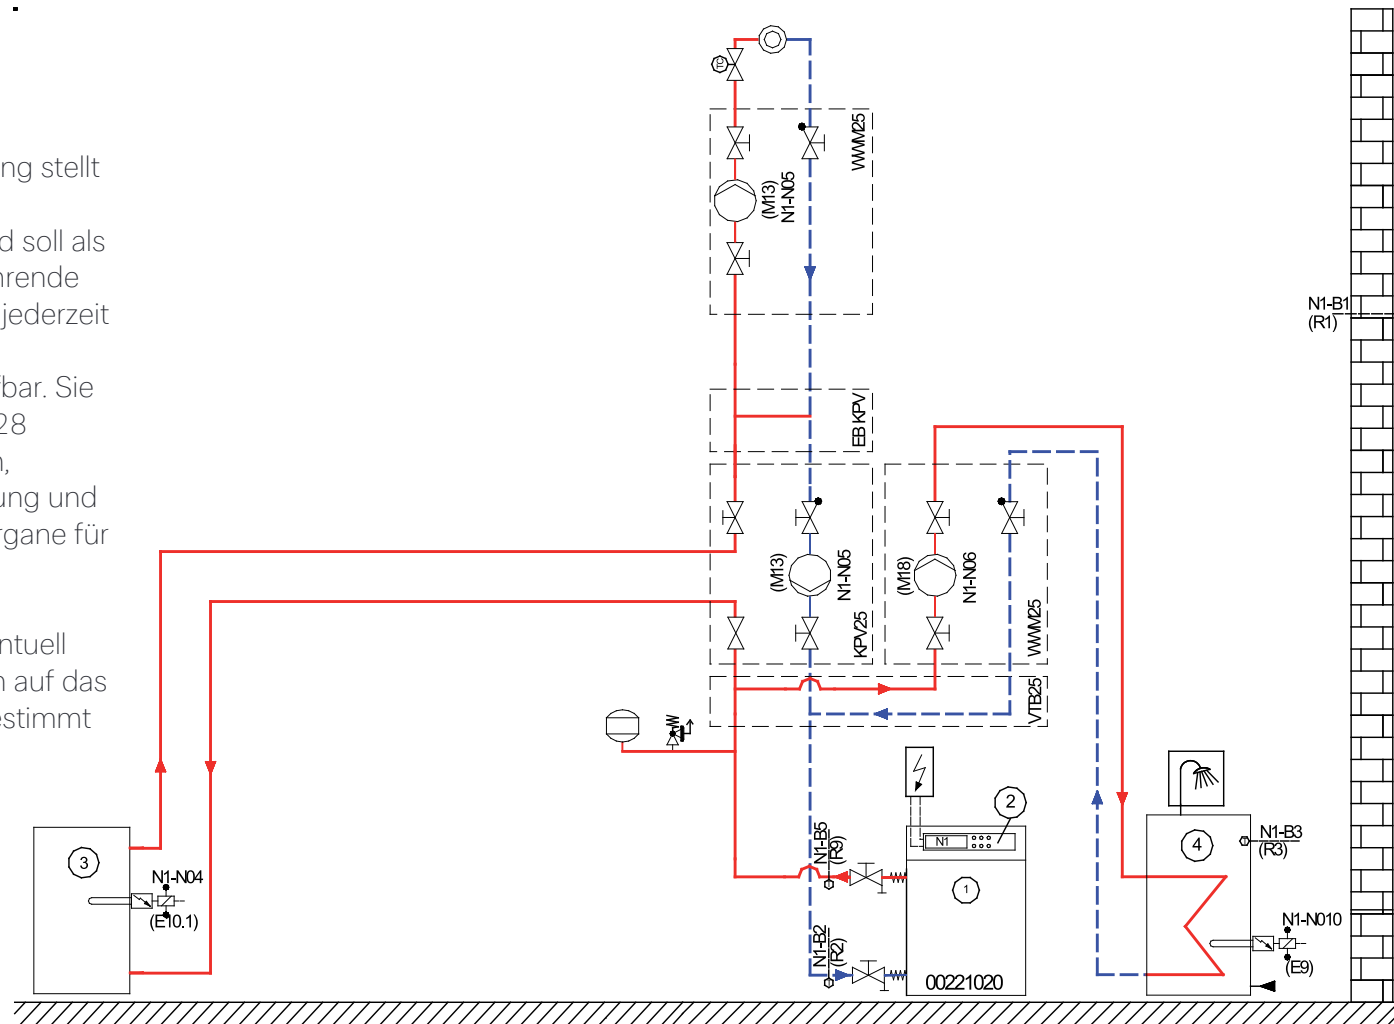 ng stellt
d soll als
hrende
jederzeit
fbar. Sie
28
n,
ung und
rgane für
ntuell
n auf das
estimmt
TC
WWM25
(M13)
N1-N05
N1-B1
(R1)
EB KPV
(M13)
N1-N05
KPV25
(M18)
N1-N06
WWM25
VTB25
3
N1-N04
(E10.1)
N1-B5
(R9)
N1-B2
(R2)
N1
2
1
00221020
4
N1-B3
(R3)
N1-N010
(E9)